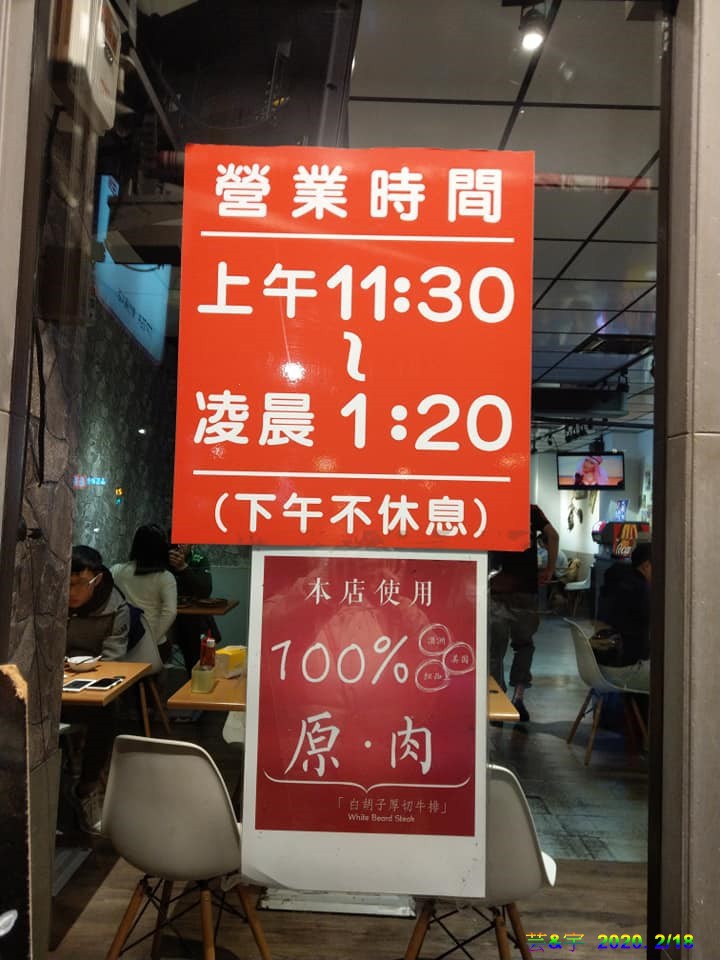 營業時間
上午11:30
～
凌晨 1:20
(下午不休息)
本店使用
100%
澳洲
美國
紐西蘭
原·肉
「白胡子厚切牛排」
White Beard Steak
芸&宇 2020. 2/18